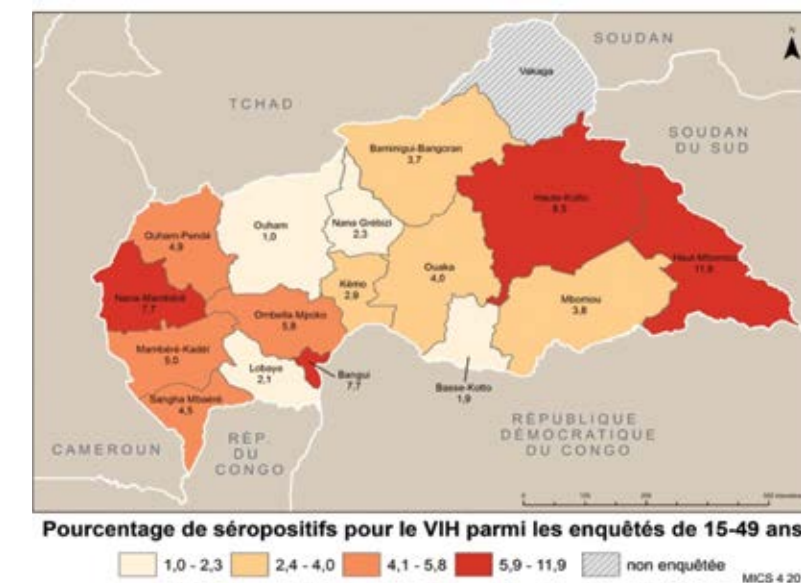 N
SOUDAN
Vakaga
TCHAD
SOUDAN
DU SUD
Bamingui-Bangoran
3,7
Haute-Kotto
Ouham
1,0
Nana Grébizi
2,3
Ouham-Pendé
4,9
Ouaka
4,0
Haut-Mbomou
11,9
Kémo
2,9
Mbomou
3,8
Nana-Mambéré
7,7
Ombella Mpoko
5,8
Mambéré-Kadéï
5,0
Lobaye
2,1
Bangui
7,7
Basse-Kotto
1,9
Sangha Mbaéré
4,5
RÉPUBLIQUE
DÉMOCRATIQUE
DU CONGO
CAMEROUN
RÉP.
DU
CONGO
0
Pourcentage de séropositifs pour le VIH parmi les enquêtés de 15-49 ans
1,0 - 2,3
2,4 - 4,0
4,1 - 5,8
5,9 - 11,9
non enquêtée
MICS 4